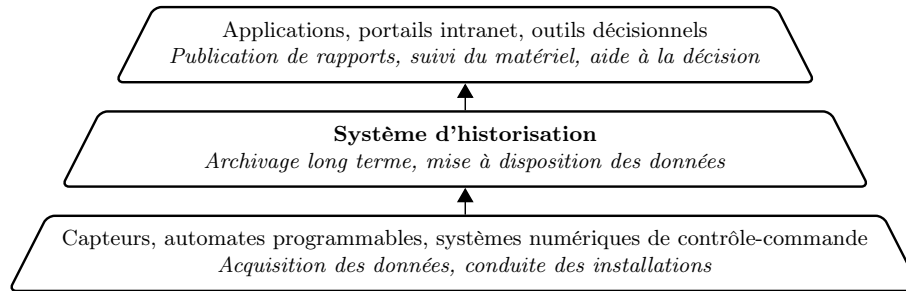 Applications, portails intranet, outils décisionnels
Publication de rapports, suivi du matériel, aide à la décision
Système d'historisation
Archivage long terme, mise à disposition des données
Capteurs, automates programmables, systèmes numériques de contrôle-commande
Acquisition des données, conduite des installations